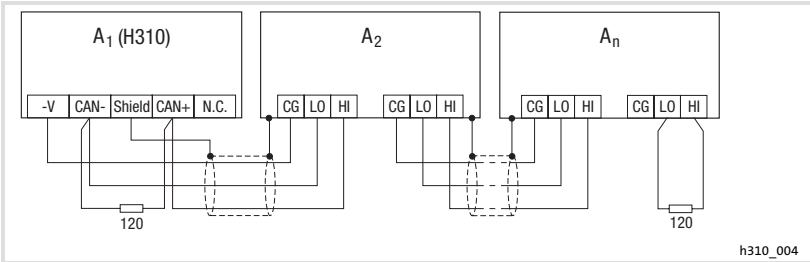 A1 (H310) A2 An
-V CAN- Shield CAN+ N.C. CG LO HI CG LO HI CG LO HI CG LO HI
120 120
h310_004